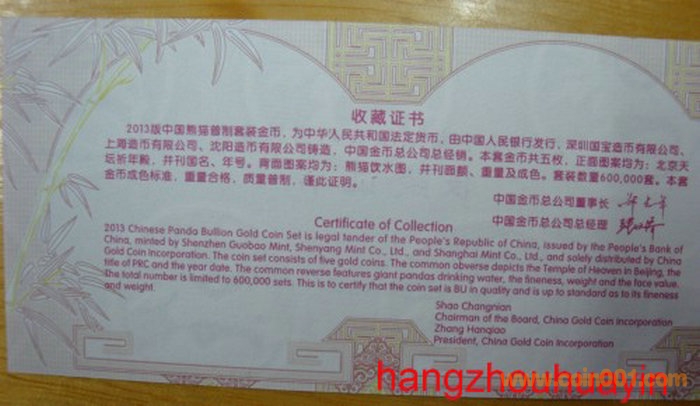 收藏证书
2013版中国熊猫普制套装金币，为中华人民共和国法定货币，由中国人民银行发行，深圳国宝造币有限公司、
上海造币有限公司、沈阳造币有限公司铸造，中国金币总公司总经销。本套金币共五枚，正面图案均为：北京天
坛祈年殿，并刊国名、年号。背面图案均为：熊猫饮水图，并刊面额、重量及成色。套装数量600,000套。本套
金币成色标准，重量合格，质量普制，谨此证明。
中国金币总公司董事长
中国金币总公司总经理
Certificate of Collection
2013 Chinese Panda Bullion Gold Coin Set is legal tender of the People's Republic of China, issued by the People's Bank of
China, minted by Shenzhen Guobao Mint, Shenyang Mint Co., Ltd., and Shanghai Mint Co., Ltd., and solely distributed by China
Gold Coin Incorporation. The coin set consists of five gold coins. The common obverse depicts the Temple of Heaven in Beijing, the
title of PRC and the year date. The common reverse features giant pandas drinking water, the fineness, weight and the face value.
The total number is limited to 600,000 sets. This is to certify that the coin set is BU in quality and is up to standard as to its fineness
and weight.
Shao Changnian
Chairman of the Board, China Gold Coin Incorporation
Zhang Hanqiao
President, China Gold Coin Incorporation
hangzhouhuayin